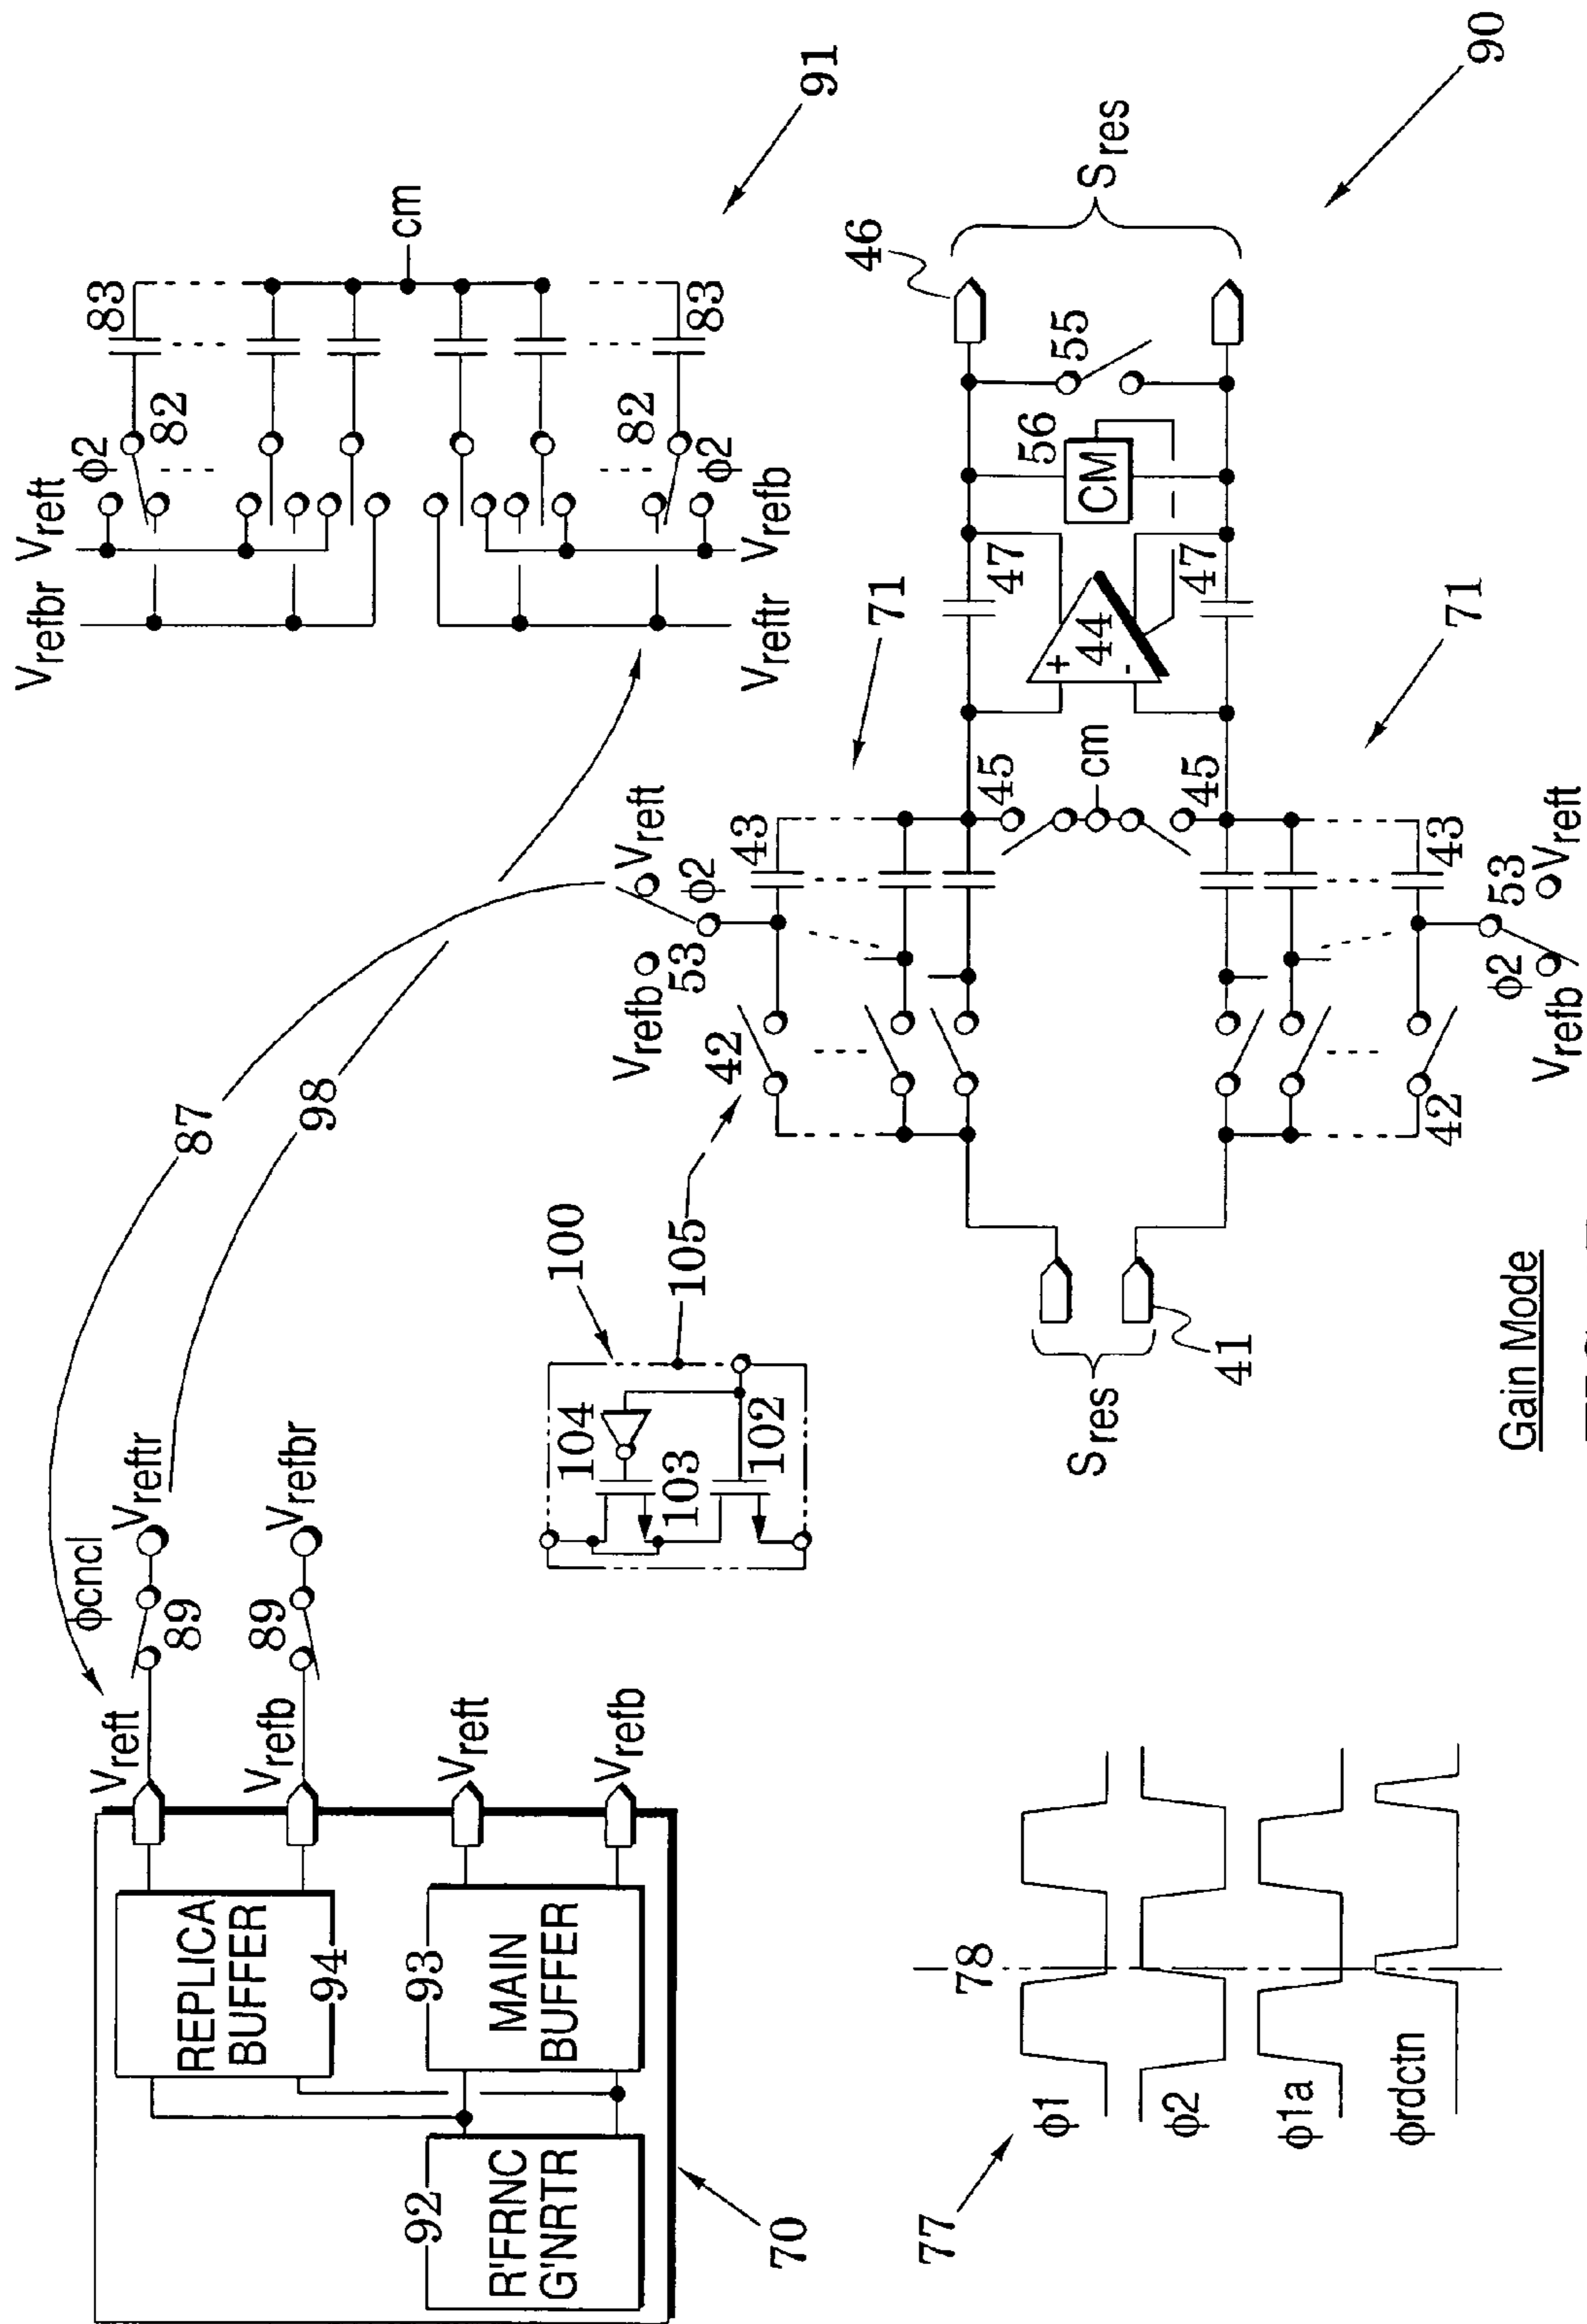 REPLICA
BUFFER
94
93
MAIN
BUFFER
92
R'FRNC
G'NRTR
70
Vreft
Vrefb
Vreft
Vrefb
ϕcncl
89
89
Vreftr
Vrefbr
87
98
Vrefbr
Vreft
ϕ2
82
83
cm
82
ϕ2
83
Vreftr
Vrefb
91
100
104
103
102
105
Vrefb
Vreft
53
ϕ2
42
43
71
45
cm
45
+
44
-
47
47
56
CM
55
46
Sres
90
Sres
41
42
43
71
ϕ2
53
Vrefb
Vreft
77
78
ϕ1
ϕ2
ϕ1a
ϕrdctn
Gain Mode